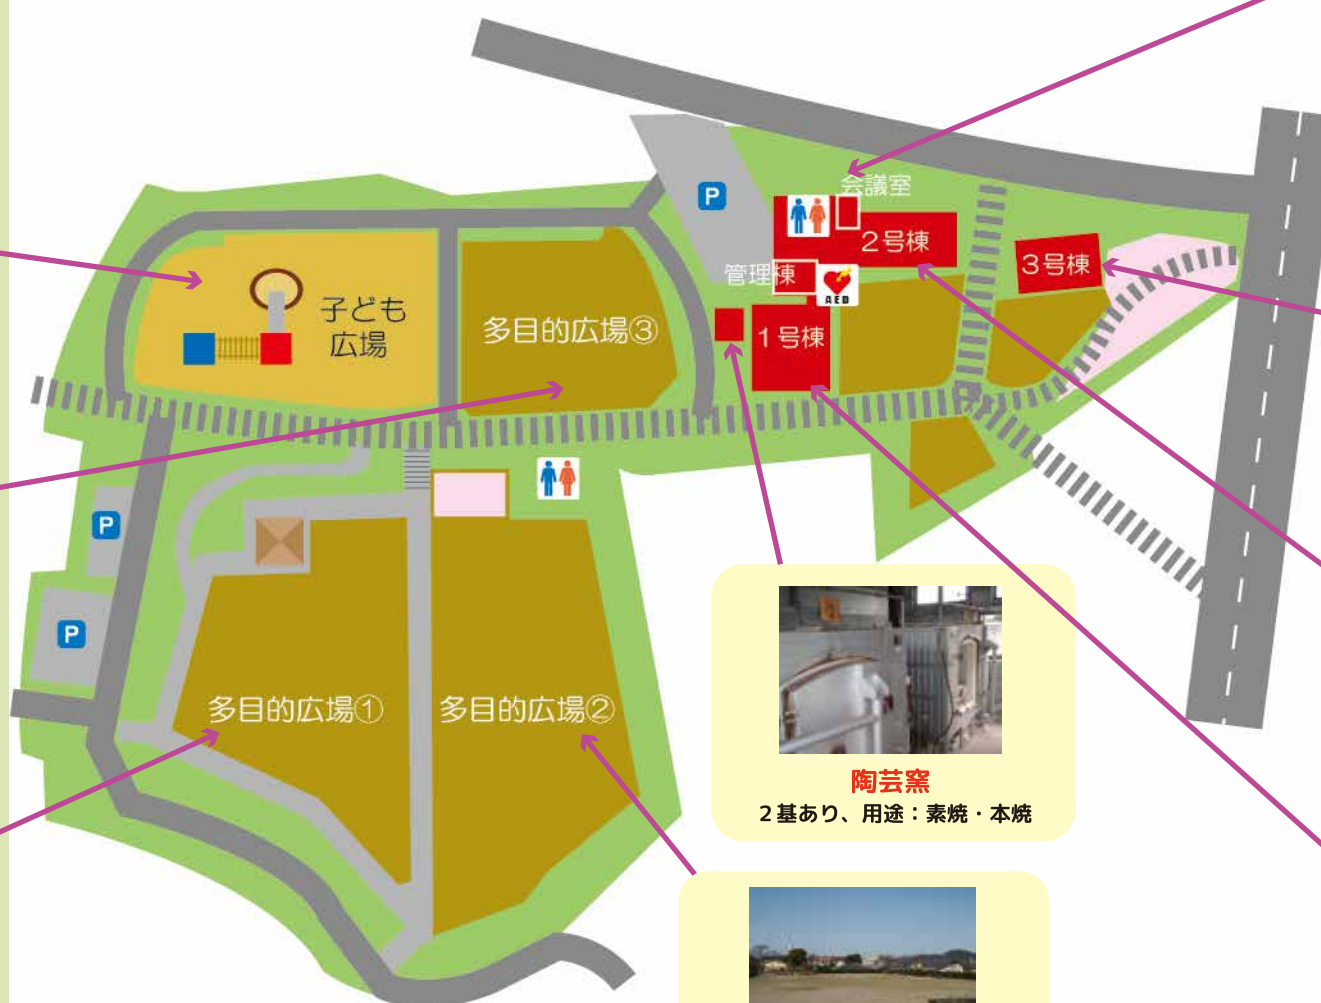 P
会議室
2号棟
3号棟
管理棟
AED
1号棟
子ども
広場
多目的広場③
P
P
多目的広場①
多目的広場②
陶芸窯
2基あり、用途：素焼・本焼